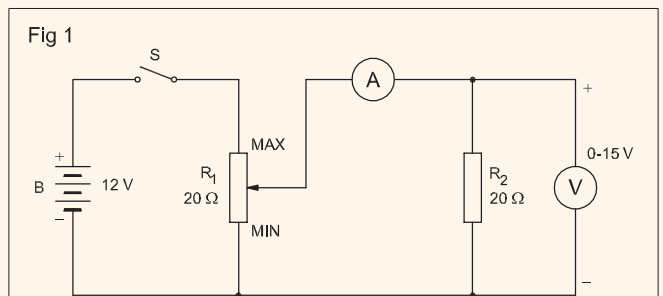 Fig 1
S
A
MAX
+
+
0-15 V
B
12 V
R1
20 Ω
R2
20 Ω
V
–
MIN
–